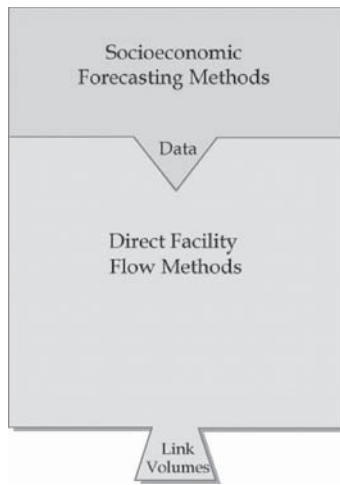 Socioeconomic
Forecasting Methods
Data
Direct Facility
Flow Methods
Link
Volumes